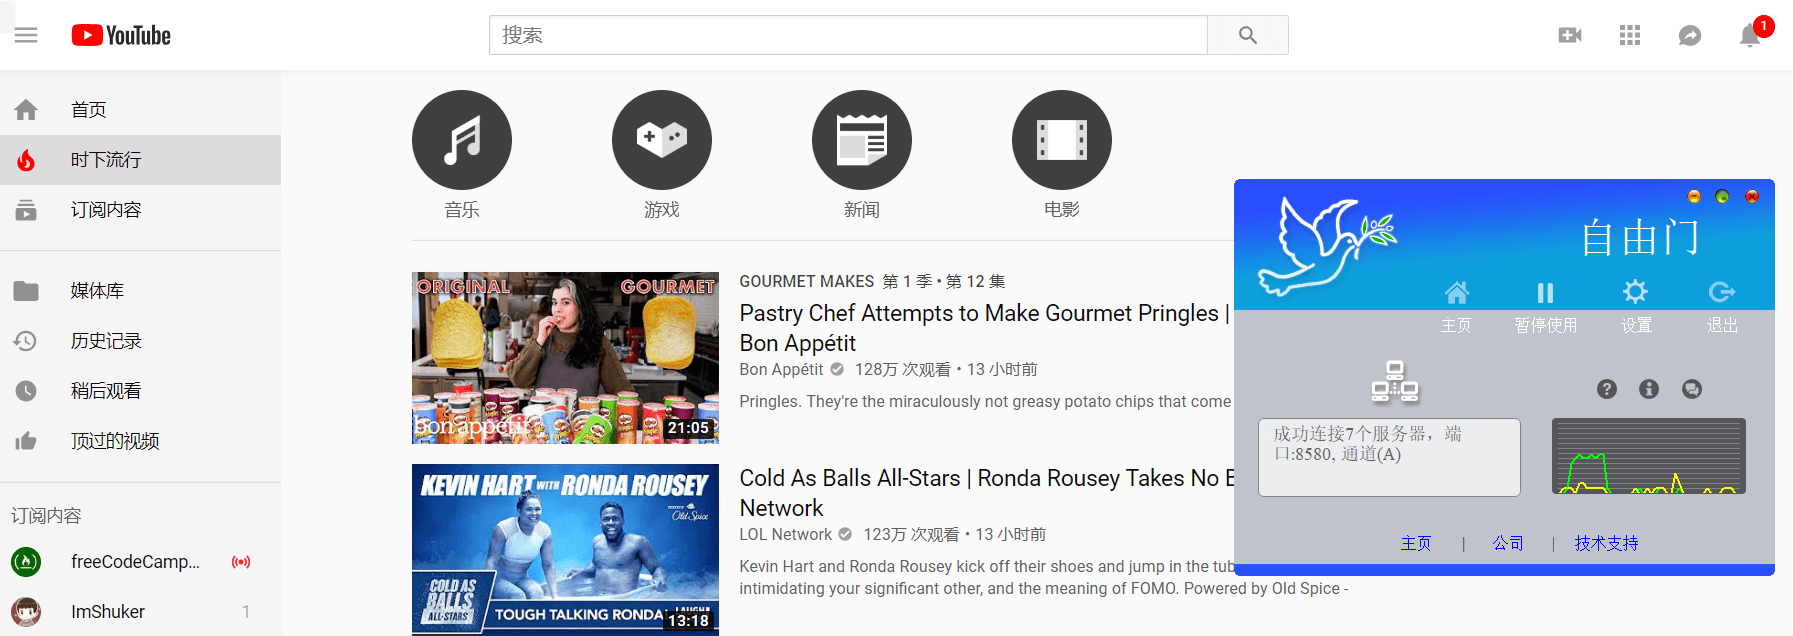 YouTube
搜索
1
首页
时下流行
订阅内容
媒体库
历史记录
稍后观看
顶过的视频
订阅内容
freeCodeCamp...
ImShuker 1
音乐 游戏 新闻 电影
ORIGINAL GOURMET
bon appétit
21:05
GOURMET MAKES 第 1 季 • 第 12 集
Pastry Chef Attempts to Make Gourmet Pringles |
Bon Appétit
Bon Appétit 128万 次观看 • 13 小时前
Pringles. They're the miraculously not greasy potato chips that come
KEVIN HART WITH RONDA ROUSEY
Old Spice
COLD AS
BALLS
ALL-STARS
TOUGH TALKING RONDA
13:18
Cold As Balls All-Stars | Ronda Rousey Takes No
Network
LOL Network 123万 次观看 • 13 小时前
Kevin Hart and Ronda Rousey kick off their shoes and jump in the tub
intimidating your significant other, and the meaning of FOMO. Powered by Old Spice -
自由门
主页 暂停使用 设置 退出
成功连接7个服务器，端
口:8580, 通道(A)
主页 | 公司 | 技术支持